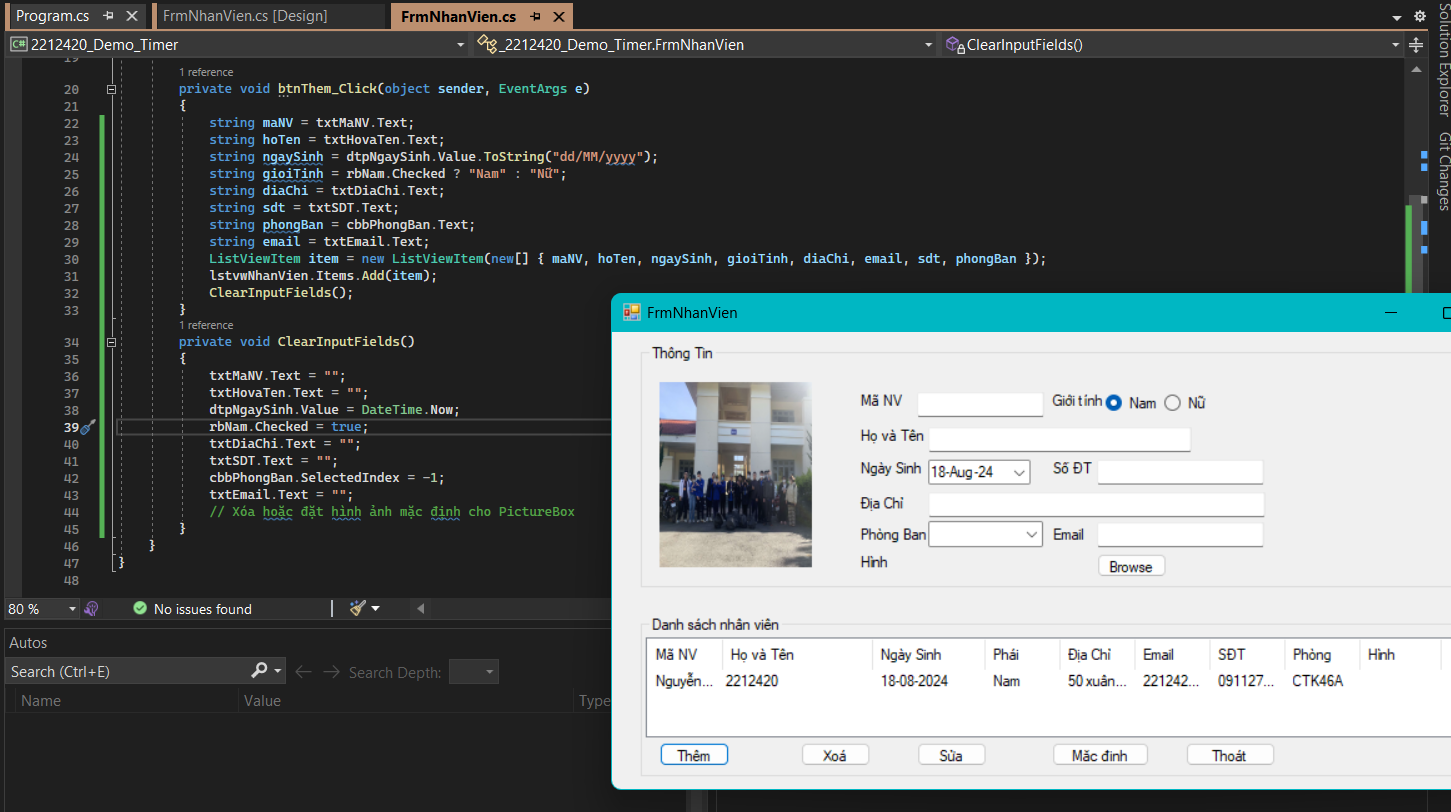 Program.cs
FrmNhanVien.cs [Design]
FrmNhanVien.cs
2212420_Demo_Timer
_2212420_Demo_Timer.FrmNhanVien
ClearInputFields()
Solution Explorer
Git Changes
19
1 reference
20 private void btnThem_Click(object sender, EventArgs e)
21 {
22 string maNV = txtMaNV.Text;
23 string hoTen = txtHovaTen.Text;
24 string ngaySinh = dtpNgaySinh.Value.ToString("dd/MM/yyyy");
25 string gioiTinh = rbNam.Checked ? "Nam" : "Nữ";
26 string diaChi = txtDiaChi.Text;
27 string sdt = txtSDT.Text;
28 string phongBan = cbbPhongBan.Text;
29 string email = txtEmail.Text;
30 ListViewItem item = new ListViewItem(new[] { maNV, hoTen, ngaySinh, gioiTinh, diaChi, email, sdt, phongBan });
31 lstvwNhanVien.Items.Add(item);
32 ClearInputFields();
33 }
1 reference
34 private void ClearInputFields()
35 {
36 txtMaNV.Text = "";
37 txtHovaTen.Text = "";
38 dtpNgaySinh.Value = DateTime.Now;
39 rbNam.Checked = true;
40 txtDiaChi.Text = "";
41 txtSDT.Text = "";
42 cbbPhongBan.SelectedIndex = -1;
43 txtEmail.Text = "";
44 // Xóa hoặc đặt hình ảnh mặc định cho PictureBox
45 }
46 }
47 }
48
80 %
No issues found
Autos
Search (Ctrl+E)
Search Depth:
Name Value Type
FrmNhanVien
Thông Tin
Mã NV Giới tính Nam Nữ
Họ và Tên
Ngày Sinh 18-Aug-24 Số ĐT
Địa Chỉ
Phòng Ban Email
Hình Browse
Danh sách nhân viên
Mã NV Họ và Tên Ngày Sinh Phái Địa Chỉ Email SĐT Phòng Hình
Nguyễn... 2212420 18-08-2024 Nam 50 xuân... 221242... 091127... CTK46A
Thêm Xoá Sửa Mặc đinh Thoát